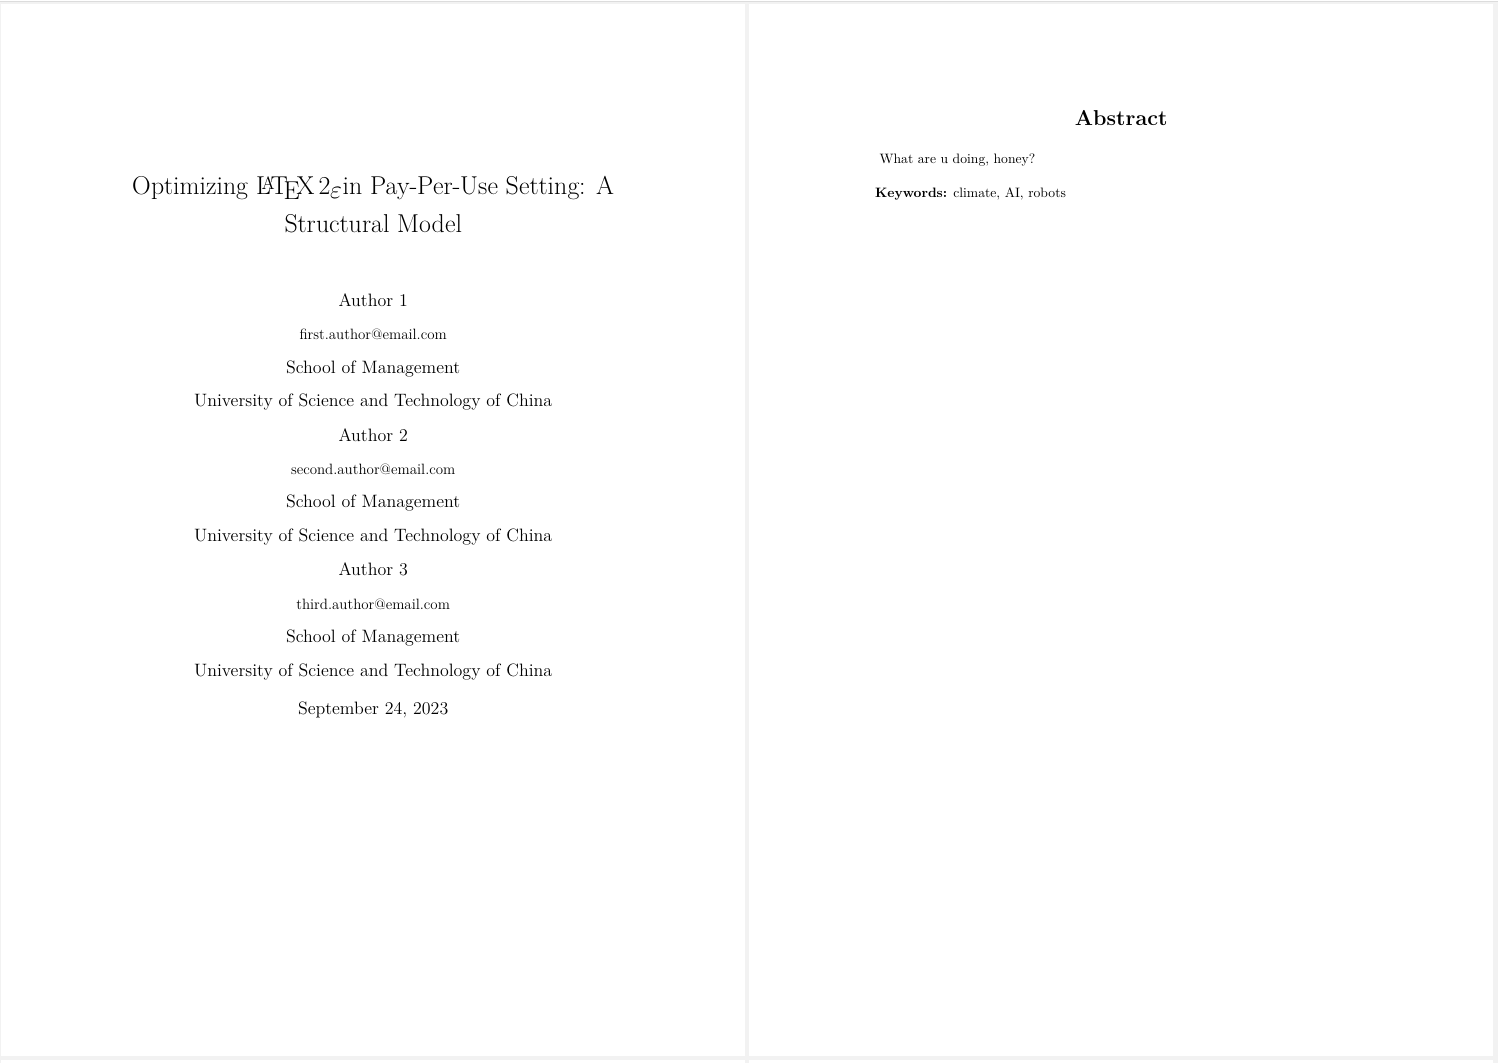 Optimizing LATEX 2εin Pay-Per-Use Setting: A
Structural Model
Author 1
first.author@email.com
School of Management
University of Science and Technology of China
Author 2
second.author@email.com
School of Management
University of Science and Technology of China
Author 3
third.author@email.com
School of Management
University of Science and Technology of China
September 24, 2023
Abstract
What are u doing, honey?
Keywords: climate, AI, robots